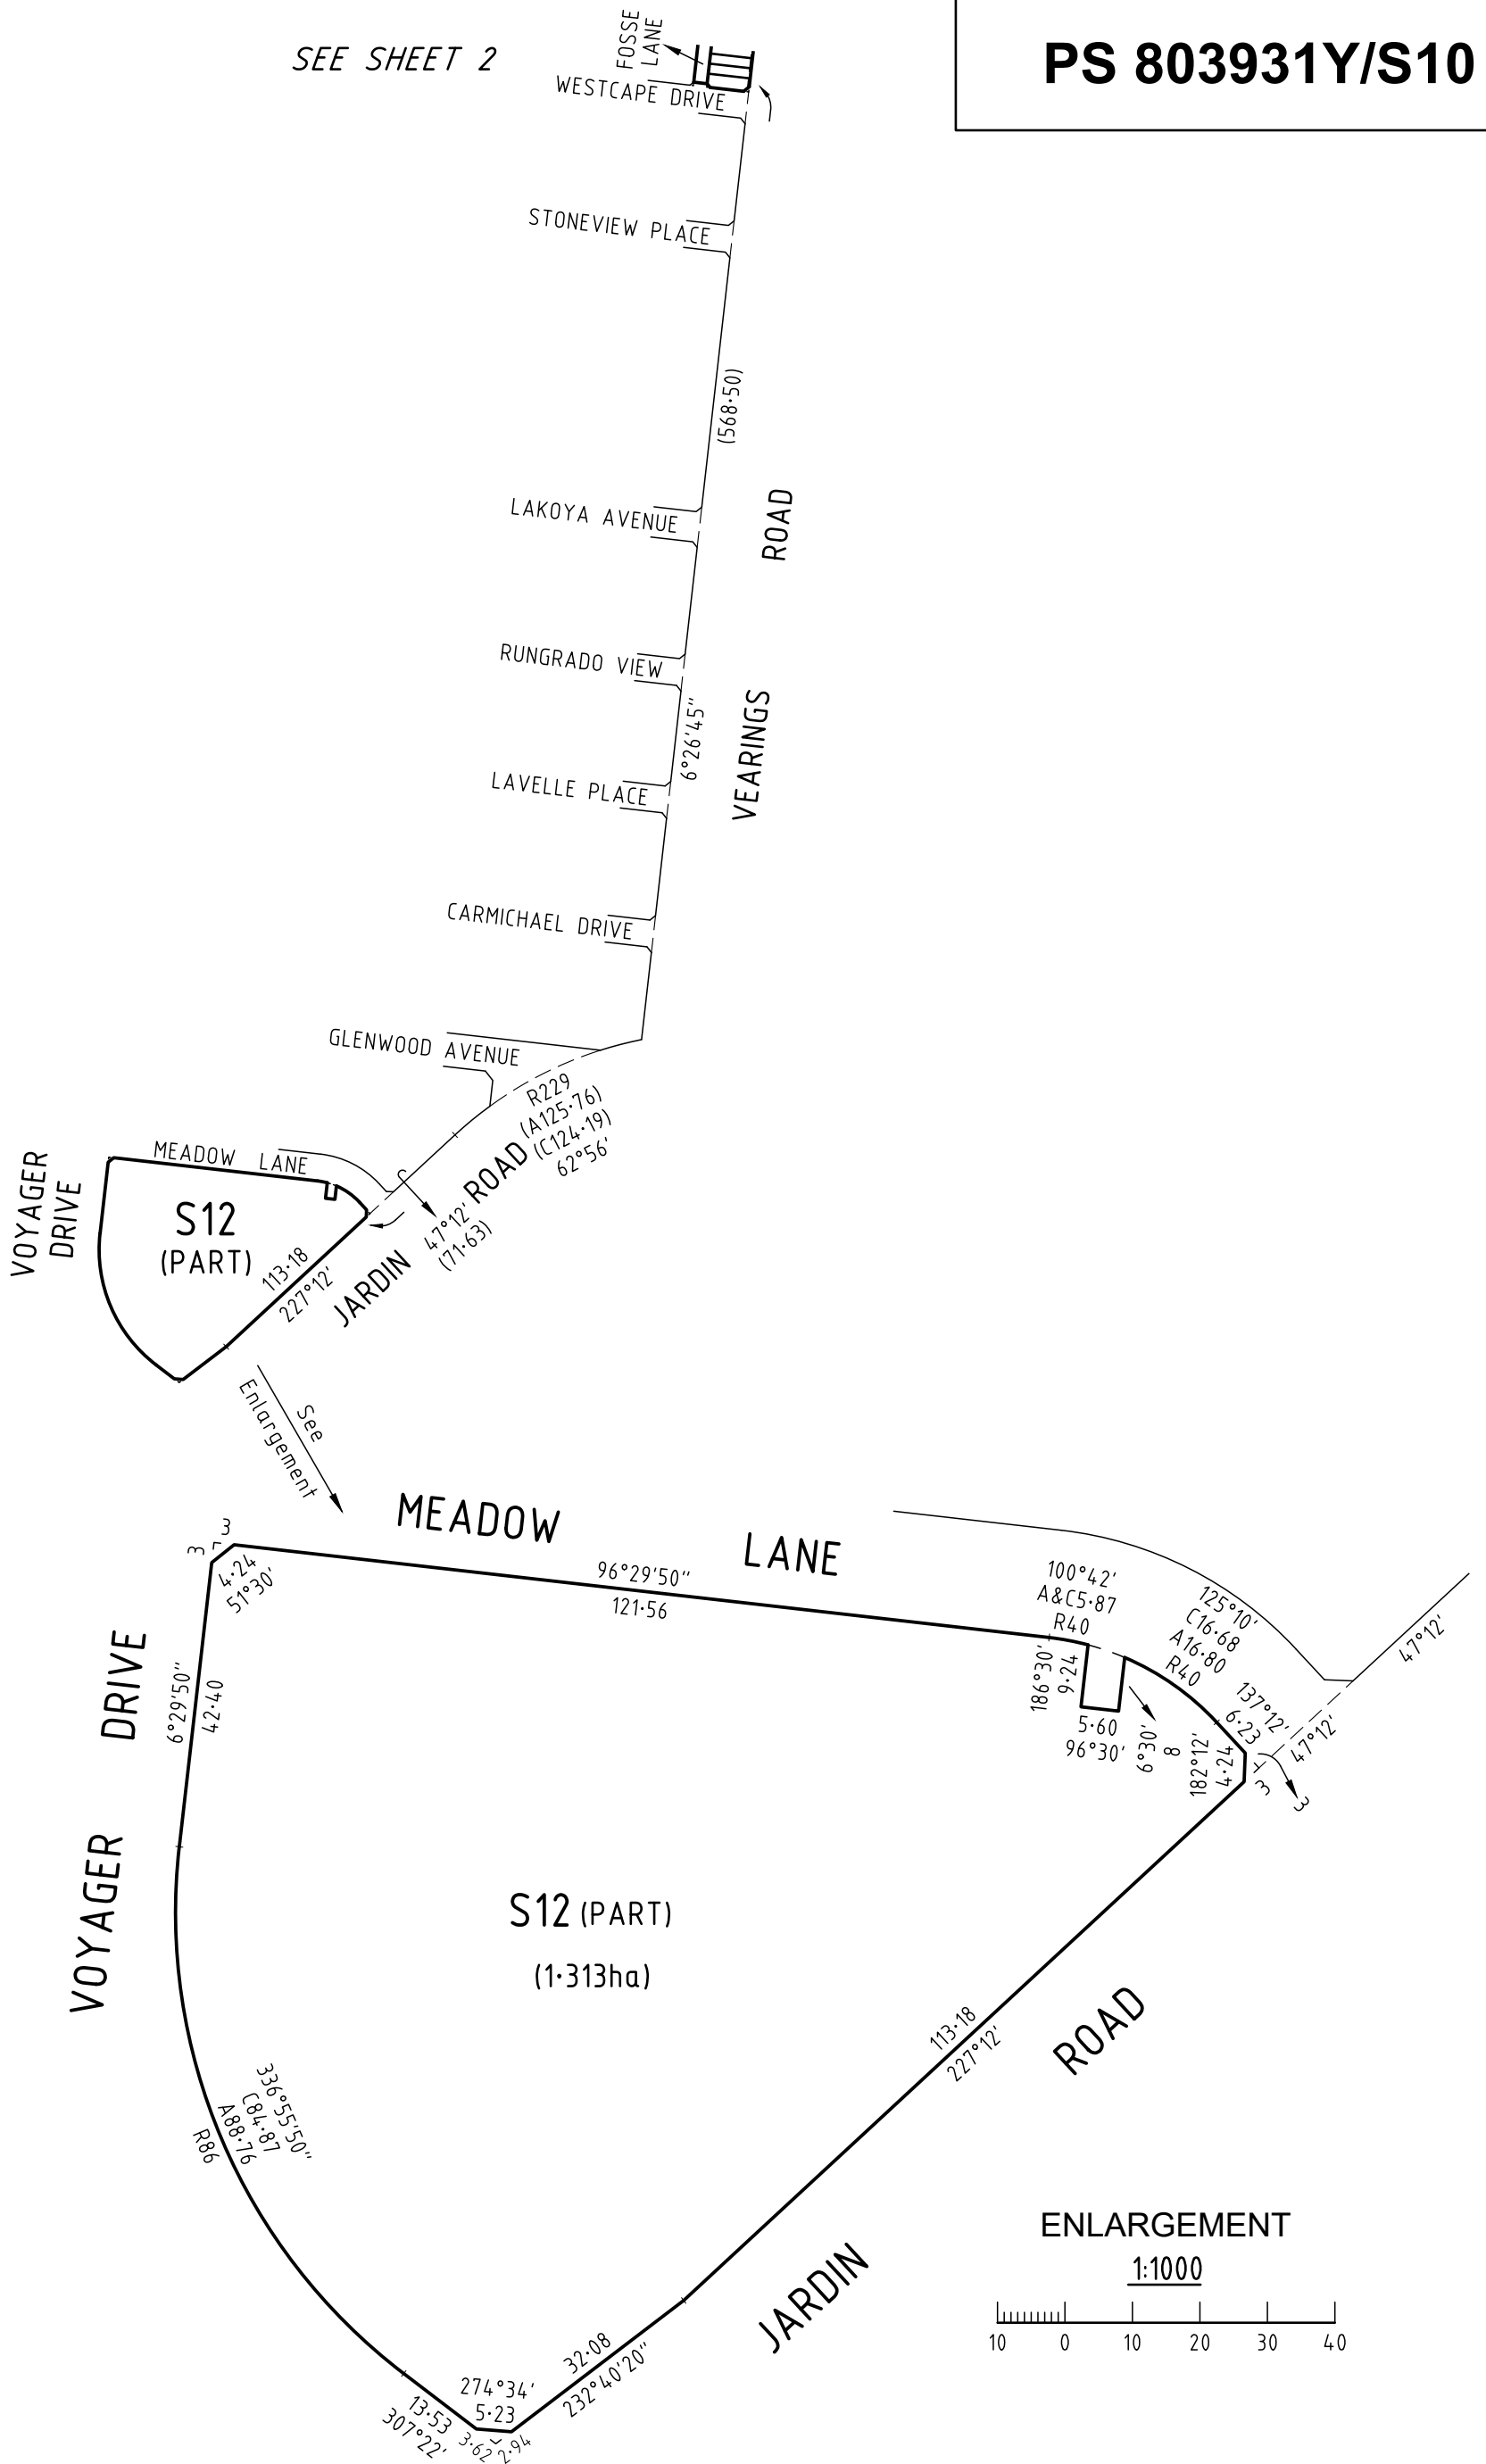 PS 803931Y/S10
SEE SHEET 2
FOSSE
LANE
WESTCAPE DRIVE
STONEVIEW PLACE
(568·50)
LAKOYA AVENUE
ROAD
RUNGRADO VIEW
6°26'45"
VEARINGS
LAVELLE PLACE
CARMICHAEL DRIVE
GLENWOOD AVENUE
R229
(A125·76)
(C124·19)
62°56'
ROAD
47°12'
(71·63)
JARDIN
MEADOW LANE
VOYAGER
DRIVE
S12
(PART)
113·18
227°12'
See
Enlargement
MEADOW LANE
3
3
4·24
51°30'
96°29'50"
121·56
100°42'
A&C5·87
R40
125°10'
C16·68
A16·80
R40
137°12'
6·23
47°12'
47°12'
186°30'
9·24
5·60
96°30'
6°30'
8
182°12'
4·24
3
3
DRIVE
6°29'50"
42·40
VOYAGER
S12 (PART)
(1·313ha)
113·18
227°12'
ROAD
336°55'50"
C84·87
A88·76
R86
JARDIN
32·08
232°40'20"
274°34'
5·23
13·53
307°22'
3·62
2·94
ENLARGEMENT
1:1000
10 0 10 20 30 40